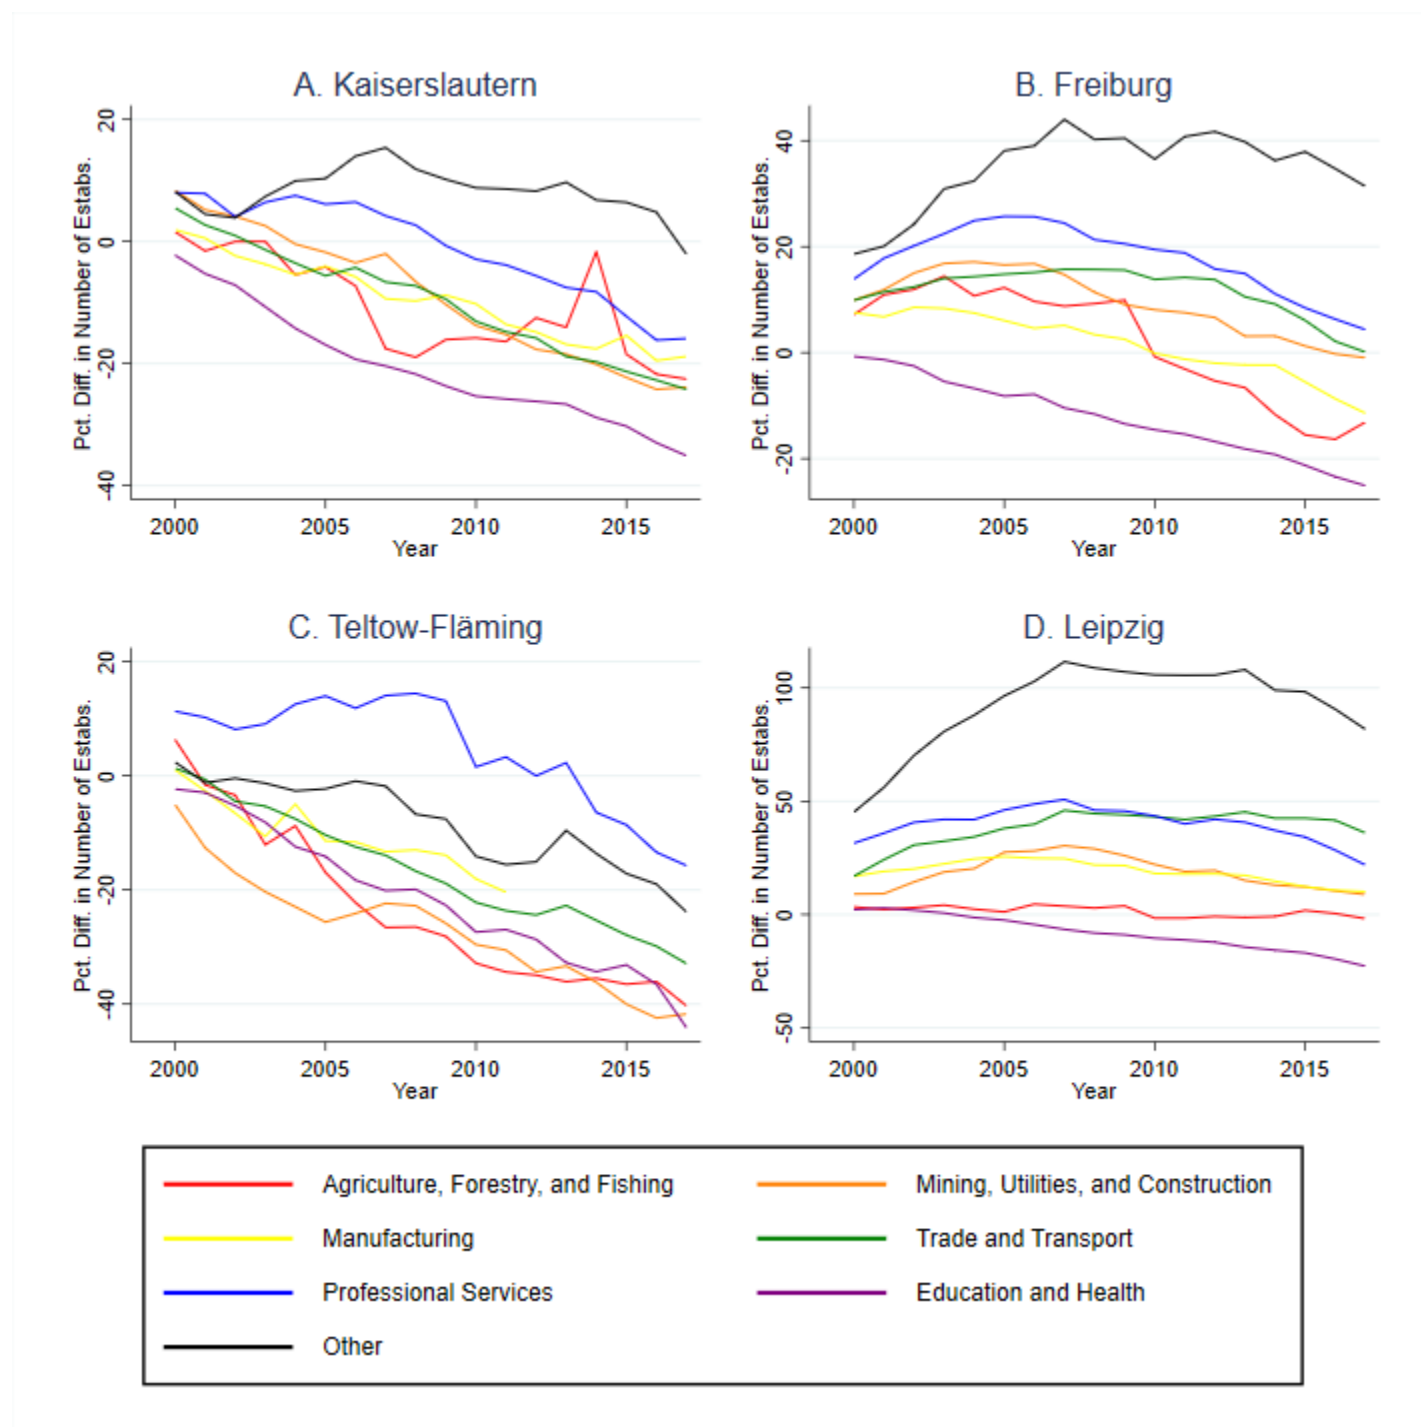 A. Kaiserslautern
Pct. Diff. in Number of Estabs.
20
0
-20
-40
2000 2005 2010 2015
Year
B. Freiburg
Pct. Diff. in Number of Estabs.
40
20
0
-20
2000 2005 2010 2015
Year
C. Teltow-Fläming
Pct. Diff. in Number of Estabs.
20
0
-20
-40
2000 2005 2010 2015
Year
D. Leipzig
Pct. Diff. in Number of Estabs.
100
50
0
-50
2000 2005 2010 2015
Year
Agriculture, Forestry, and Fishing
Mining, Utilities, and Construction
Manufacturing
Trade and Transport
Professional Services
Education and Health
Other